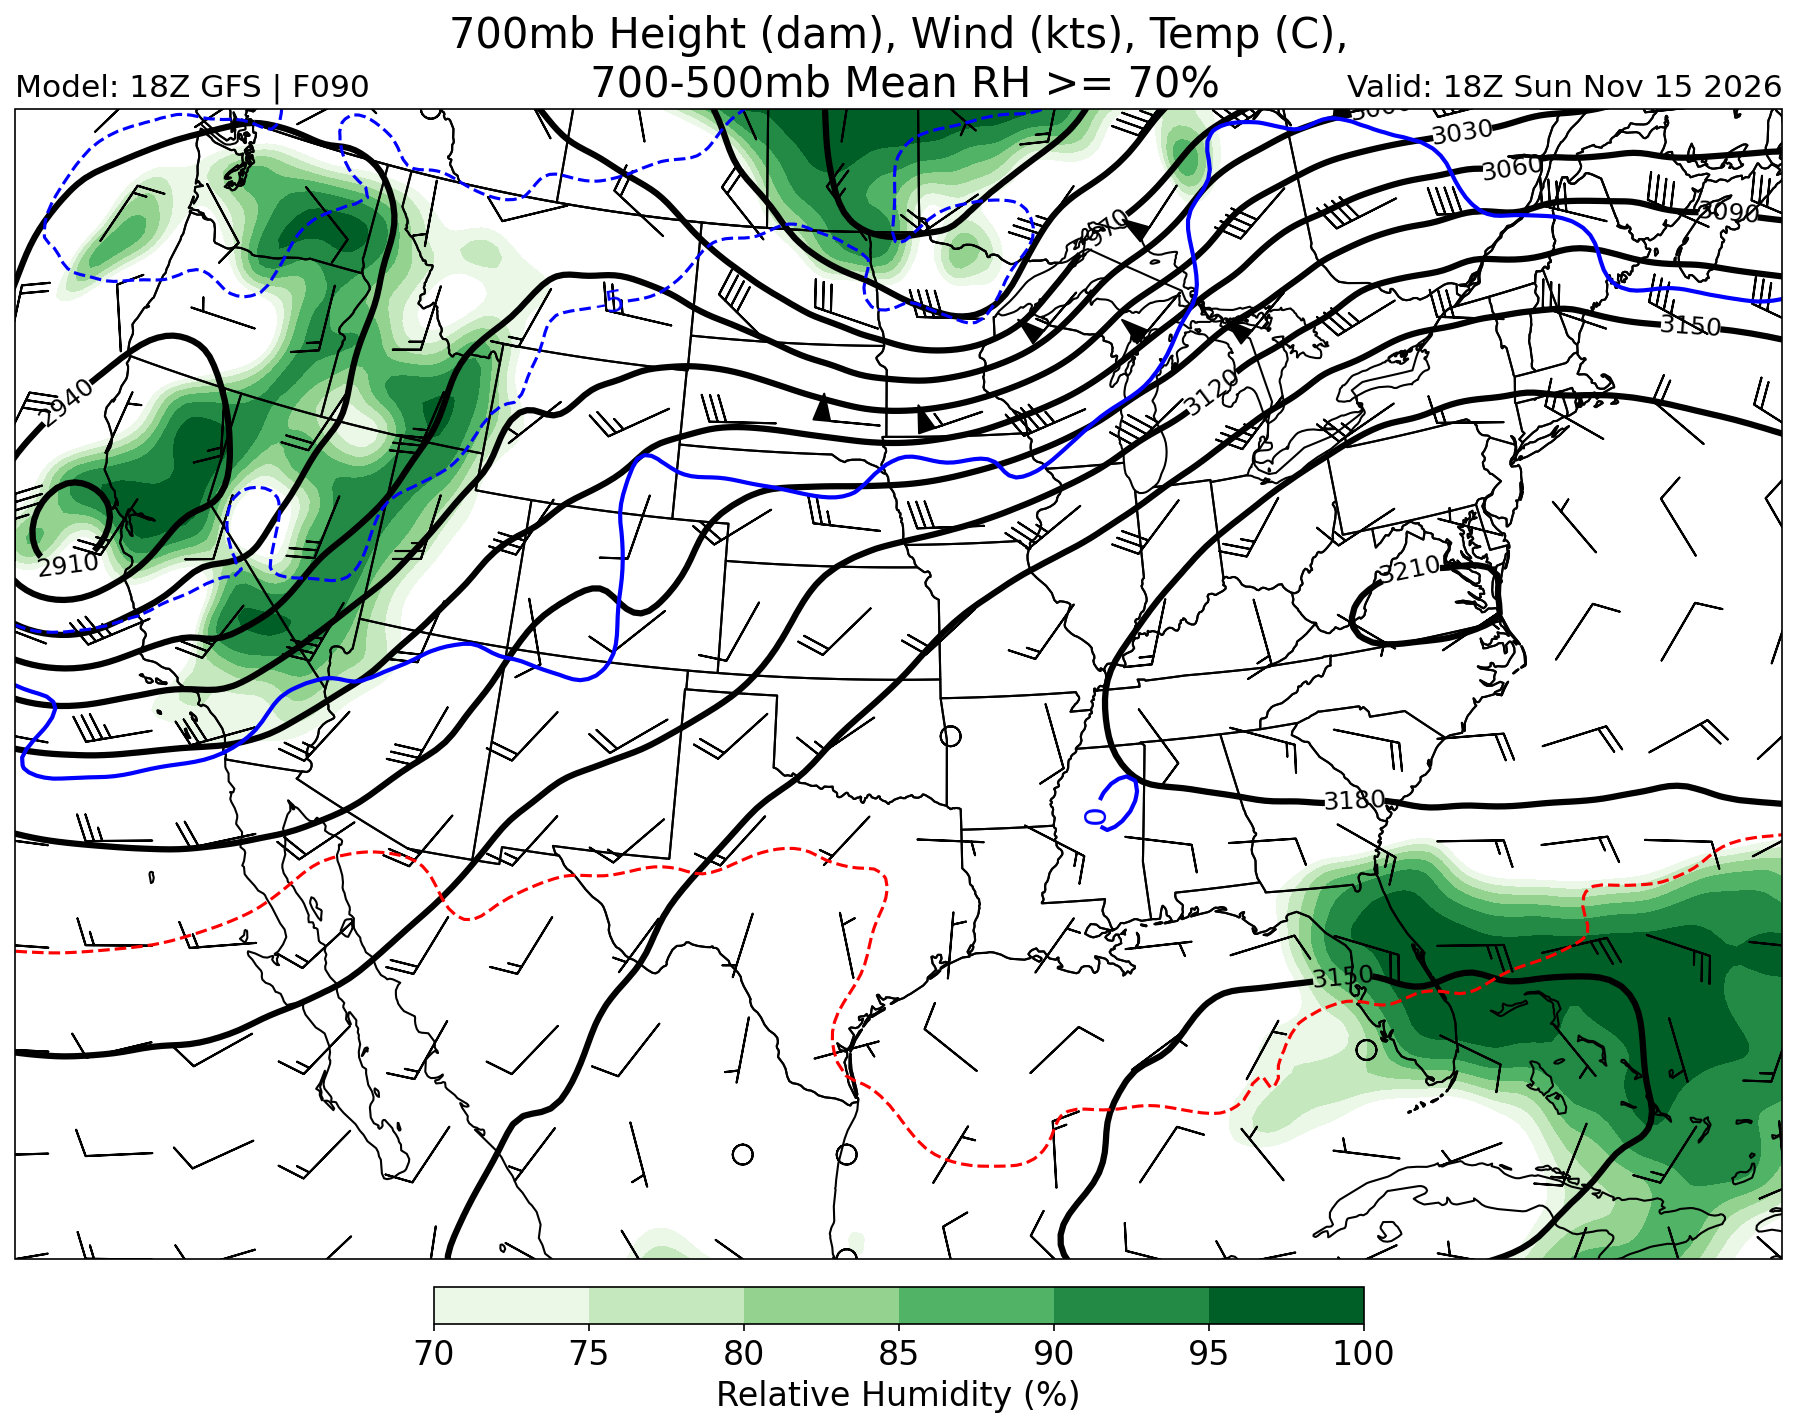 700mb Height (dam), Wind (kts), Temp (C),
Model: 18Z GFS | F090
700-500mb Mean RH >= 70%
Valid: 18Z Sun Nov 15 2026
3030
3060
3090
5
3150
2940
3120
2910
3210
3180
0
3150
70 75 80 85 90 95 100
Relative Humidity (%)